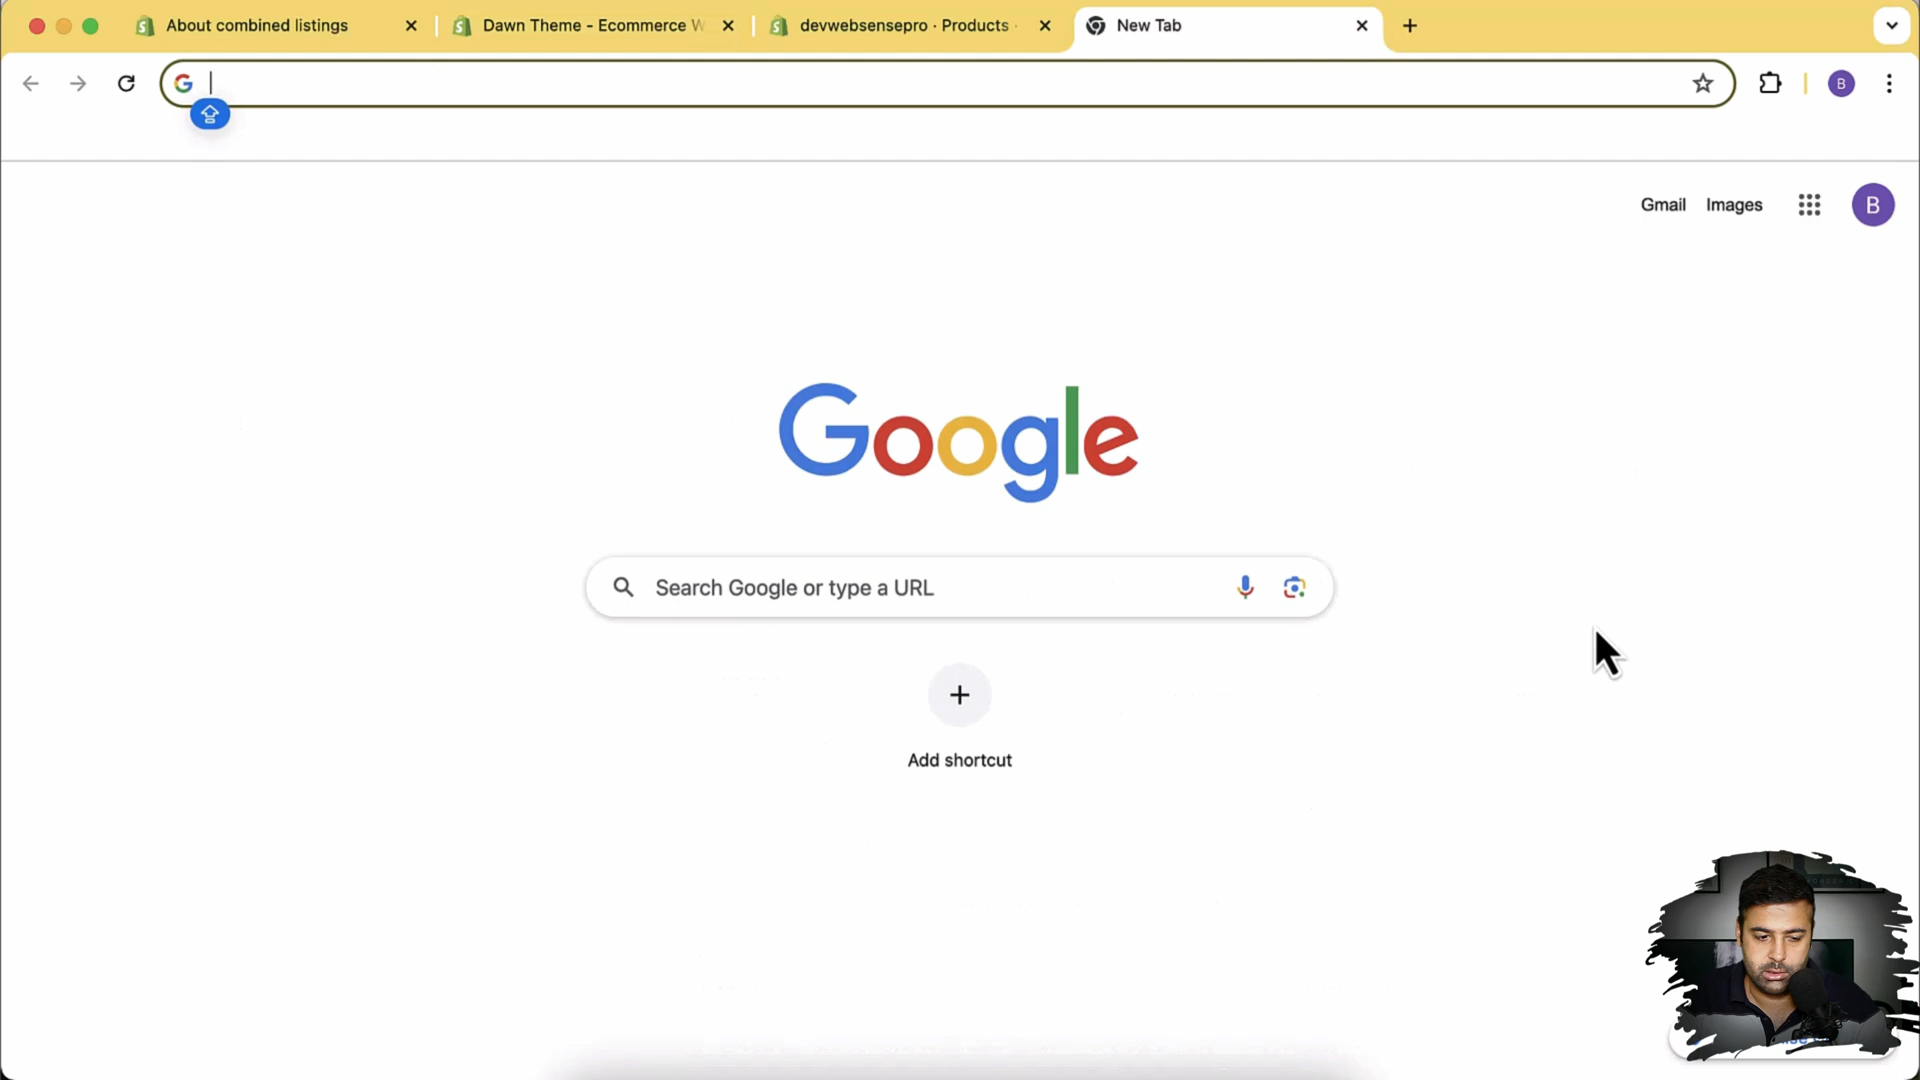 About combined listings
Dawn Theme - Ecommerce W
devwebsensepro · Products ·
New Tab
B
Gmail
Images
B
Google
Search Google or type a URL
Add shortcut